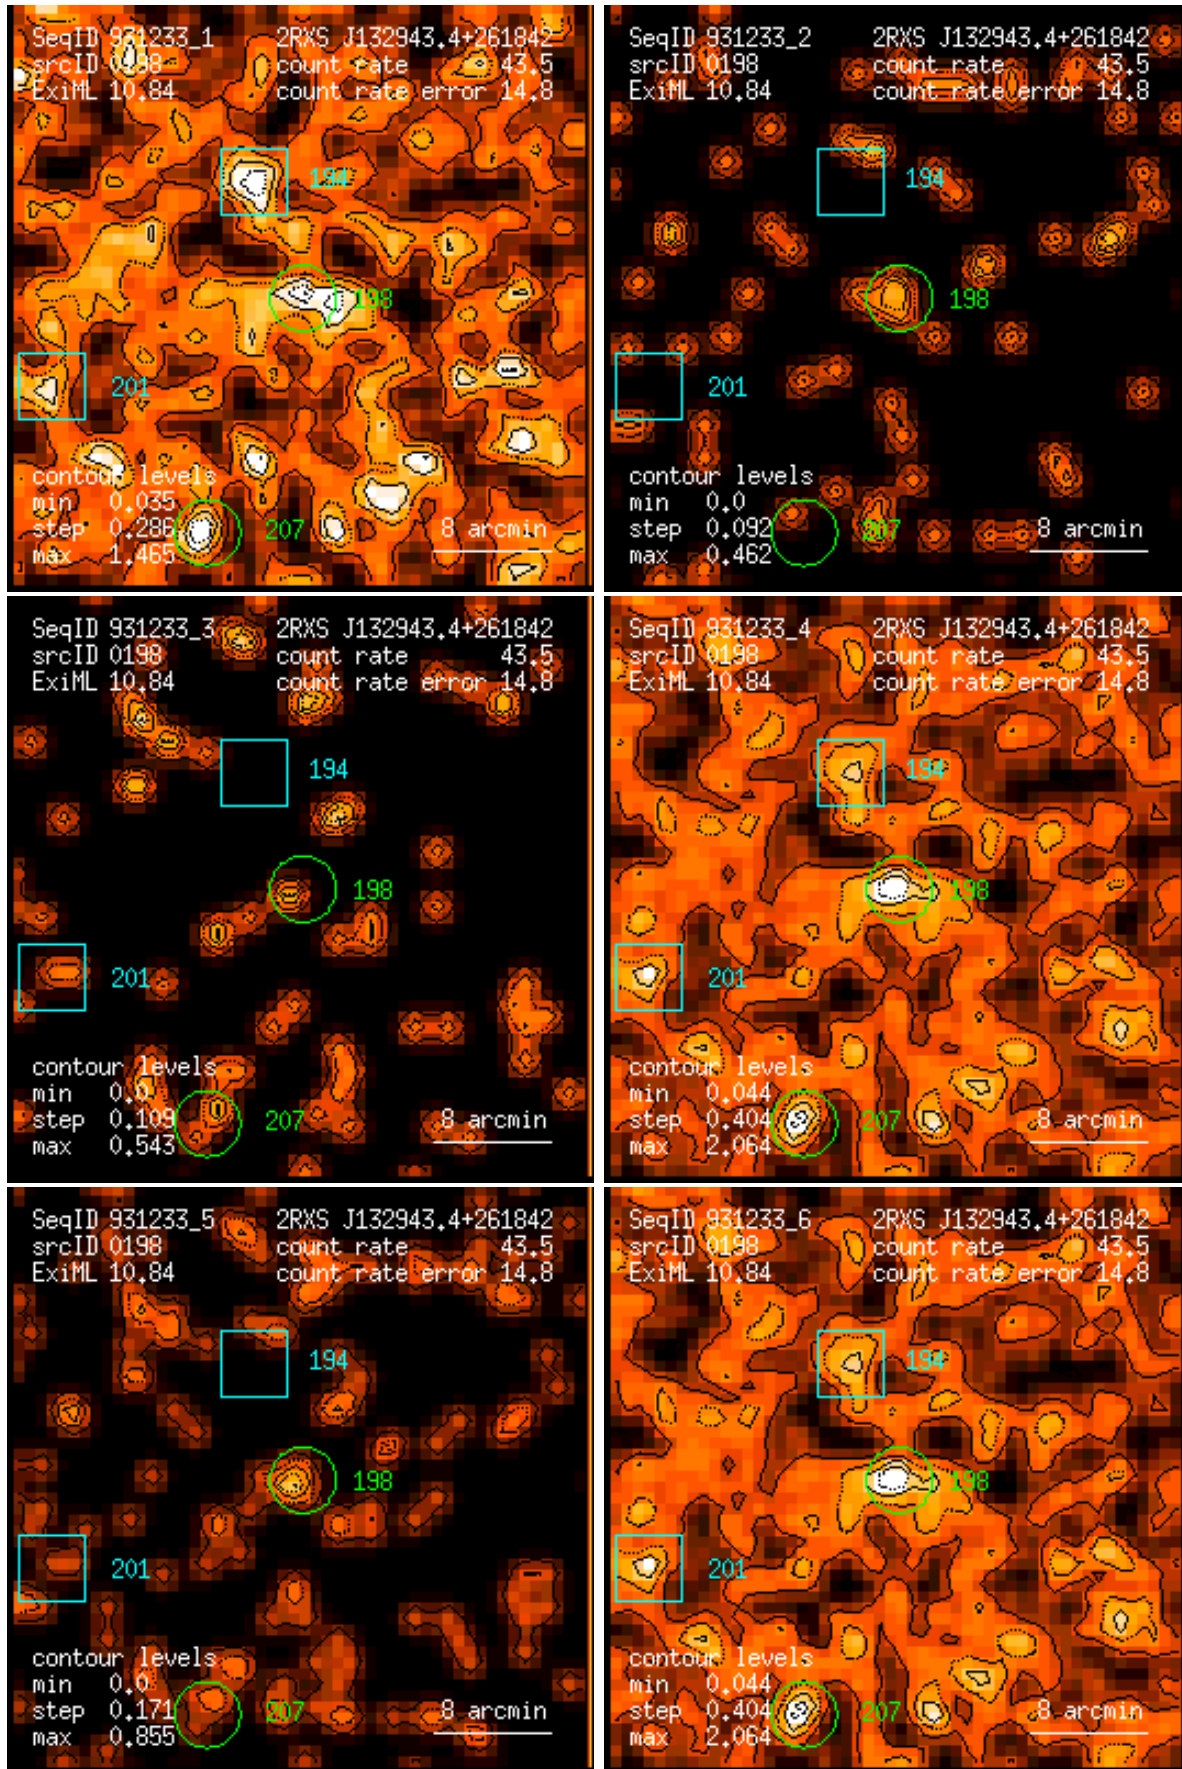 SeqID 931233_1 2RXS J132943.4+261842
srcID 0198 count rate 43.5
ExiML 10.84 count rate error 14.8
194
198
201
contour levels
min 0.035
step 0.286 207 8 arcmin
max 1.465
SeqID 931233_2 2RXS J132943.4+261842
srcID 0198 count rate 43.5
ExiML 10.84 count rate error 14.8
194
198
201
contour levels
min 0.0
step 0.092 207 8 arcmin
max 0.462
SeqID 931233_3 2RXS J132943.4+261842
srcID 0198 count rate 43.5
ExiML 10.84 count rate error 14.8
194
198
201
contour levels
min 0.0
step 0.109 207 8 arcmin
max 0.543
SeqID 931233_4 2RXS J132943.4+261842
srcID 0198 count rate 43.5
ExiML 10.84 count rate error 14.8
194
198
201
contour levels
min 0.044
step 0.404 207 8 arcmin
max 2.064
SeqID 931233_5 2RXS J132943.4+261842
srcID 0198 count rate 43.5
ExiML 10.84 count rate error 14.8
194
198
201
contour levels
min 0.0
step 0.171 207 8 arcmin
max 0.855
SeqID 931233_6 2RXS J132943.4+261842
srcID 0198 count rate 43.5
ExiML 10.84 count rate error 14.8
194
198
201
contour levels
min 0.044
step 0.404 207 8 arcmin
max 2.064